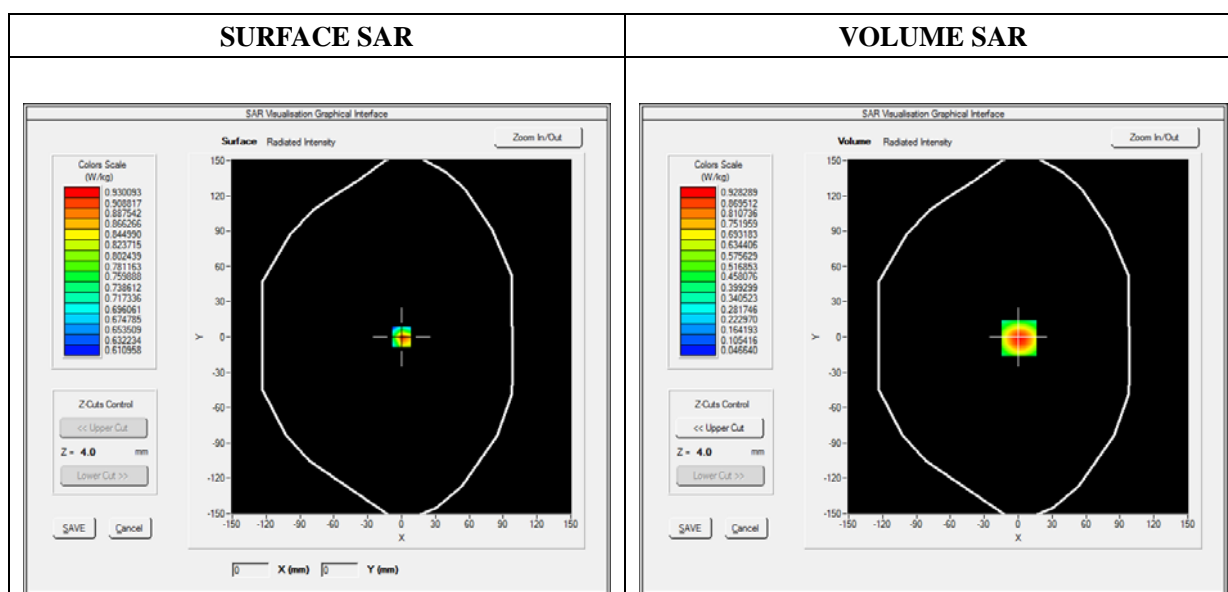 SURFACE SAR
VOLUME SAR
SAR Visualisation Graphical Interface
Surface Radiated Intensity
Zoom In/Out
Colors Scale
(W/kg)
0.930093
0.908817
0.887542
0.866266
0.844990
0.823715
0.802439
0.781163
0.759888
0.738612
0.717336
0.696061
0.674785
0.653509
0.632234
0.610958
Z-Cuts Control
<< Upper Cut
Z = 4.0 mm
Lower Cut >>
SAVE Cancel
150
120
90
60
30
0
-30
-60
-90
-120
-150
Y
-150 -120 -90 -60 -30 0 30 60 90 120 150
X
0 X (mm) 0 Y (mm)
SAR Visualisation Graphical Interface
Volume Radiated Intensity
Zoom In/Out
Colors Scale
(W/kg)
0.928289
0.869512
0.810736
0.751959
0.693183
0.634406
0.575629
0.516853
0.458076
0.399299
0.340523
0.281746
0.222970
0.164193
0.105416
0.046640
Z-Cuts Control
<< Upper Cut
Z = 4.0 mm
Lower Cut >>
SAVE Cancel
150
120
90
60
30
0
-30
-60
-90
-120
-150
Y
-150 -120 -90 -60 -30 0 30 60 90 120 150
X